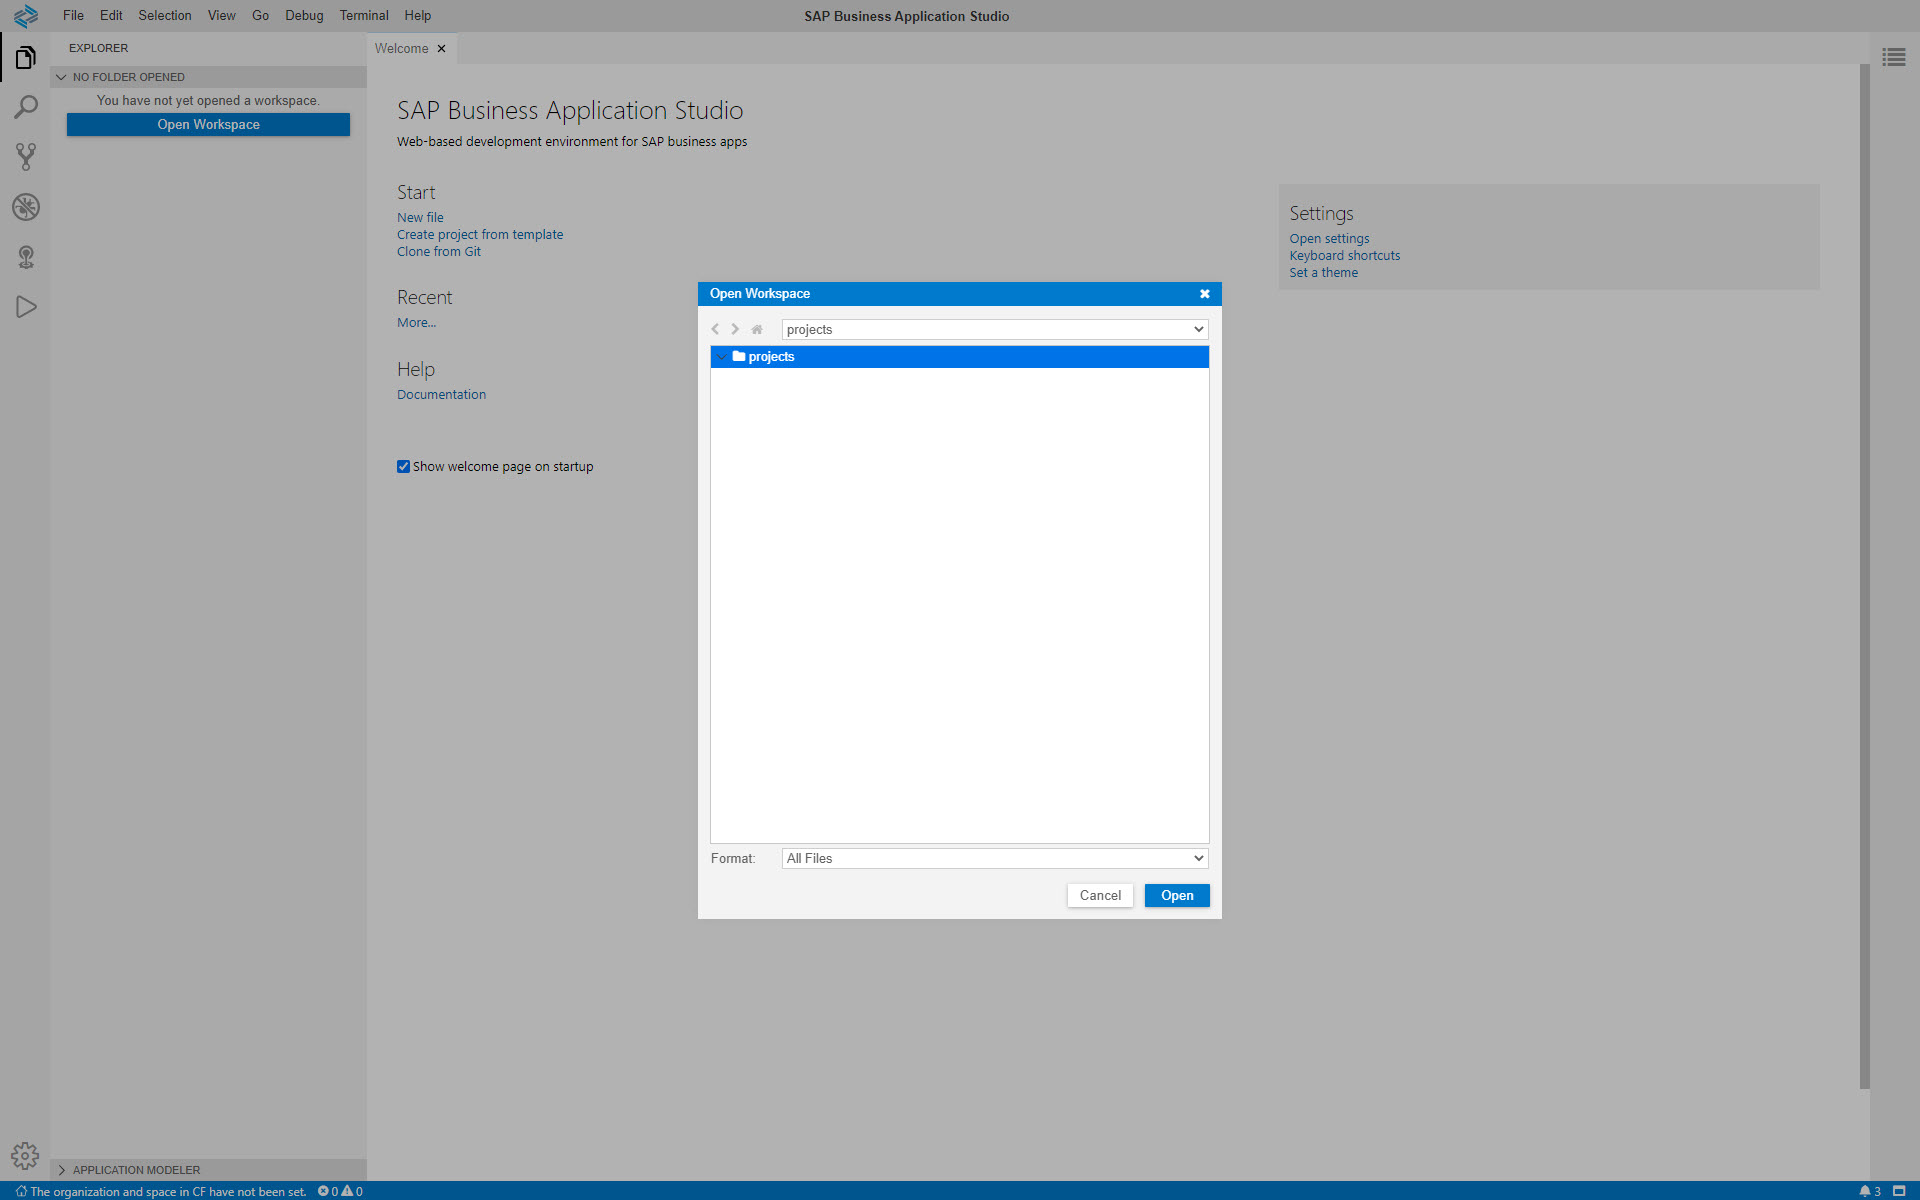 File Edit Selection View Go Debug Terminal Help
SAP Business Application Studio
EXPLORER
NO FOLDER OPENED
You have not yet opened a workspace.
Open Workspace
Welcome
SAP Business Application Studio
Web-based development environment for SAP business apps
Start
New file
Create project from template
Clone from Git
Recent
More...
Help
Documentation
Show welcome page on startup
Settings
Open settings
Keyboard shortcuts
Set a theme
Open Workspace
projects
projects
Format: All Files
Cancel Open
APPLICATION MODELER
The organization and space in CF have not been set. 0 0
3